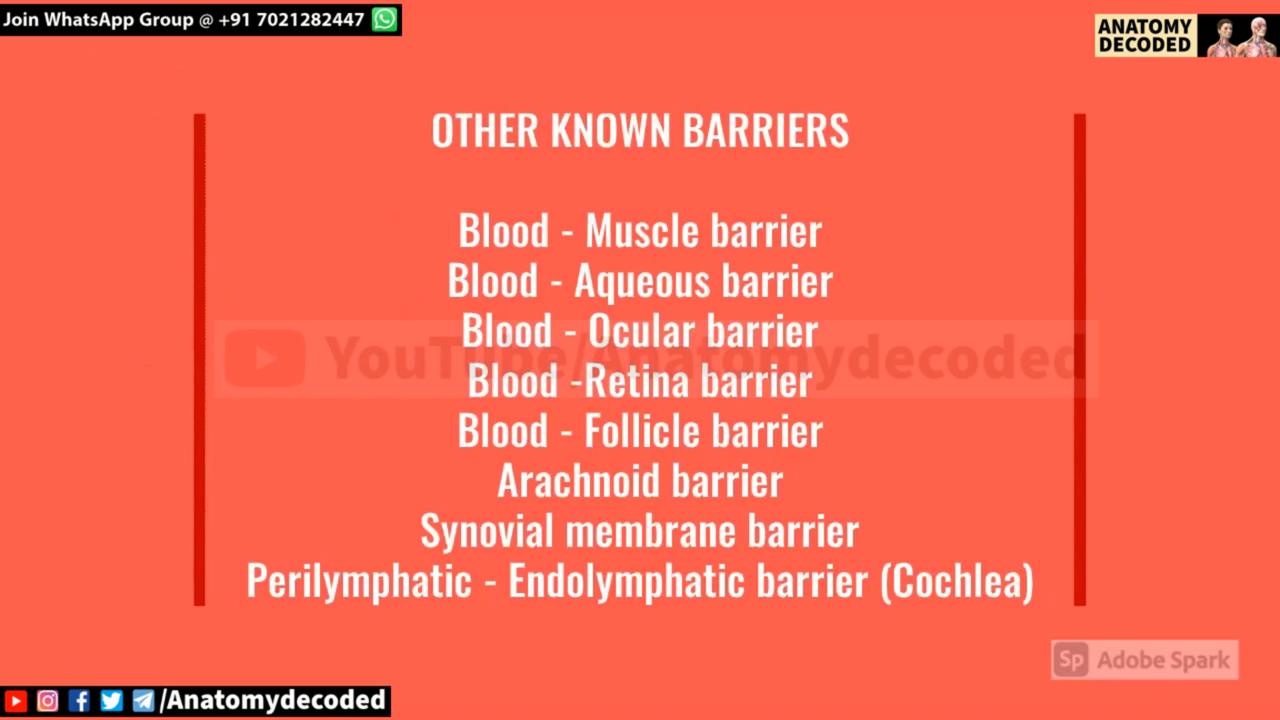 Join WhatsApp Group @ +91 7021282447
ANATOMY
DECODED
OTHER KNOWN BARRIERS
Blood - Muscle barrier
Blood - Aqueous barrier
Blood - Ocular barrier
YouTube/Anatomydecoded
Blood -Retina barrier
Blood - Follicle barrier
Arachnoid barrier
Synovial membrane barrier
Perilymphatic - Endolymphatic barrier (Cochlea)
Sp Adobe Spark
/Anatomydecoded